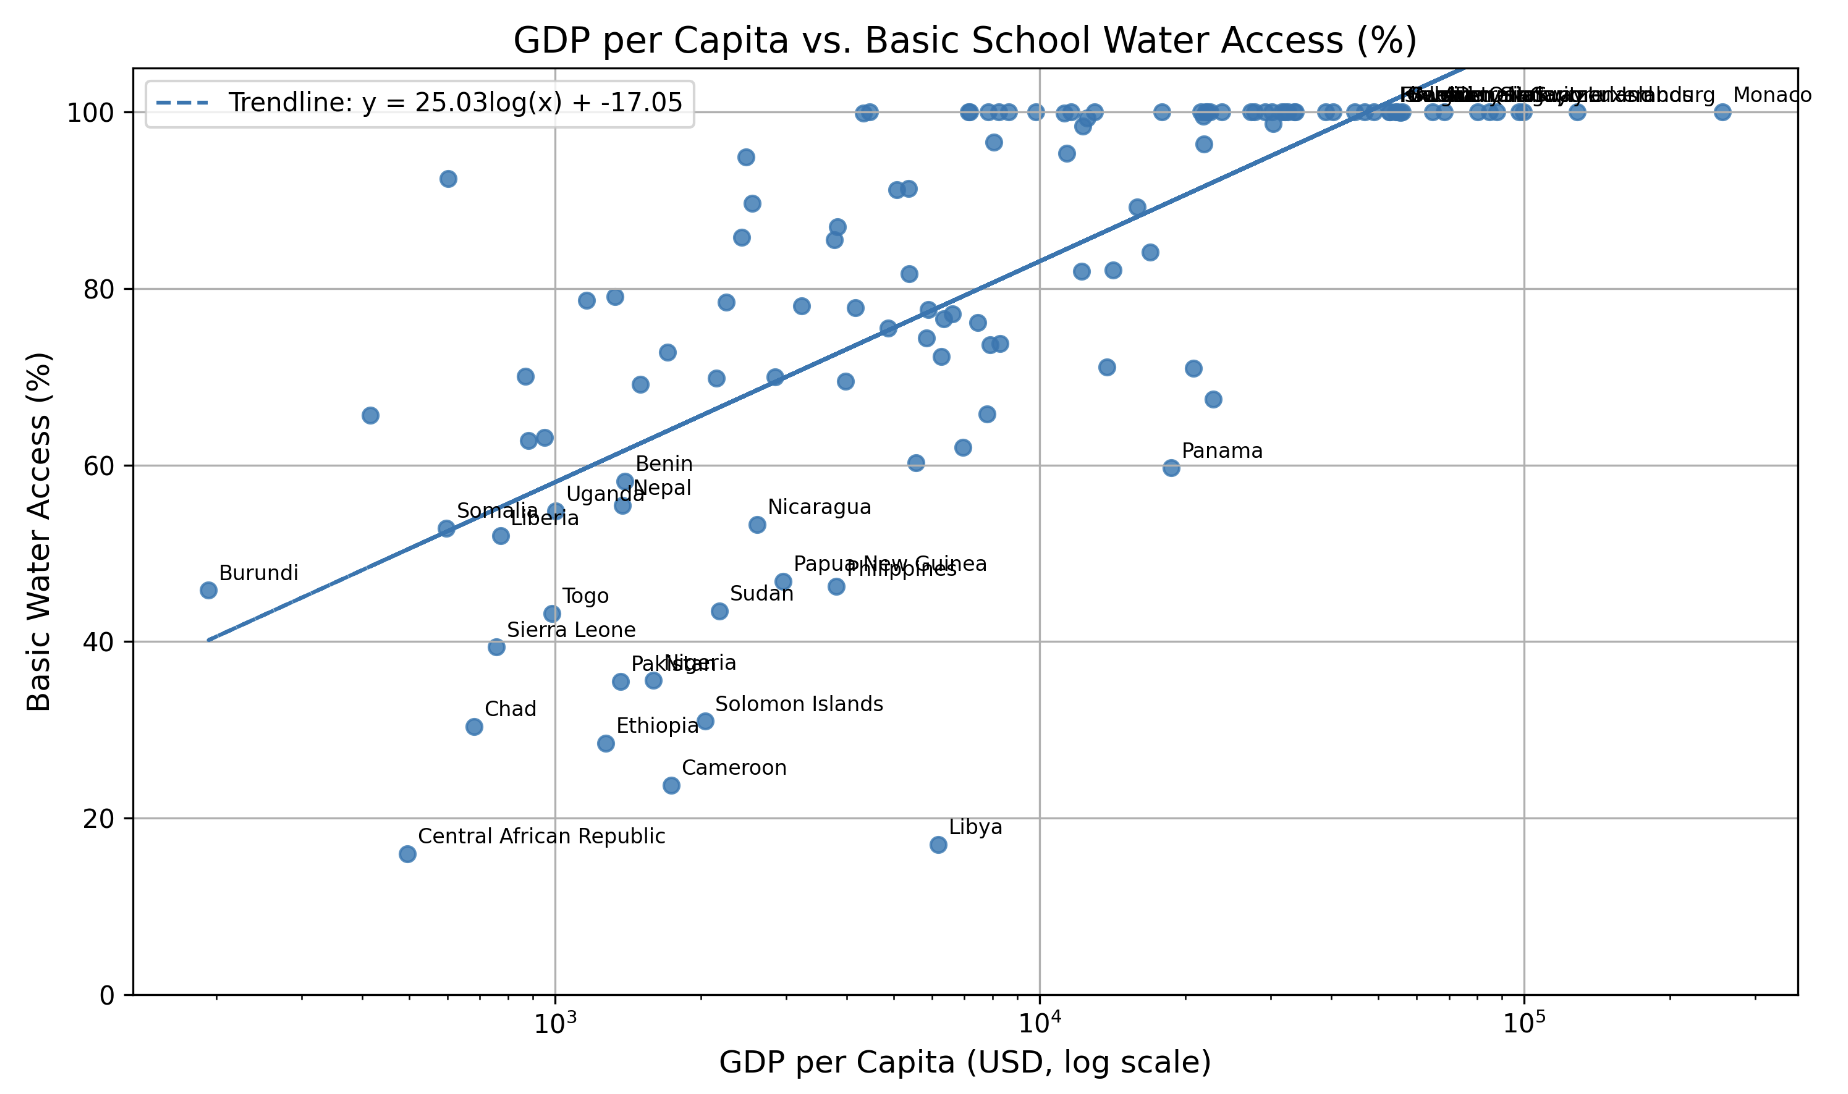 GDP per Capita vs. Basic School Water Access (%)
Trendline: y = 25.03log(x) + -17.05
Monaco
100
80
60
40
20
0
Basic Water Access (%)
Panama
Benin
Nepal
Uganda
Somalia
Liberia
Nicaragua
Burundi
Papua New Guinea
Philippines
Togo
Sudan
Sierra Leone
Pakistan
Nigeria
Chad
Solomon Islands
Ethiopia
Cameroon
Central African Republic
Libya
10³
10⁴
10⁵
GDP per Capita (USD, log scale)